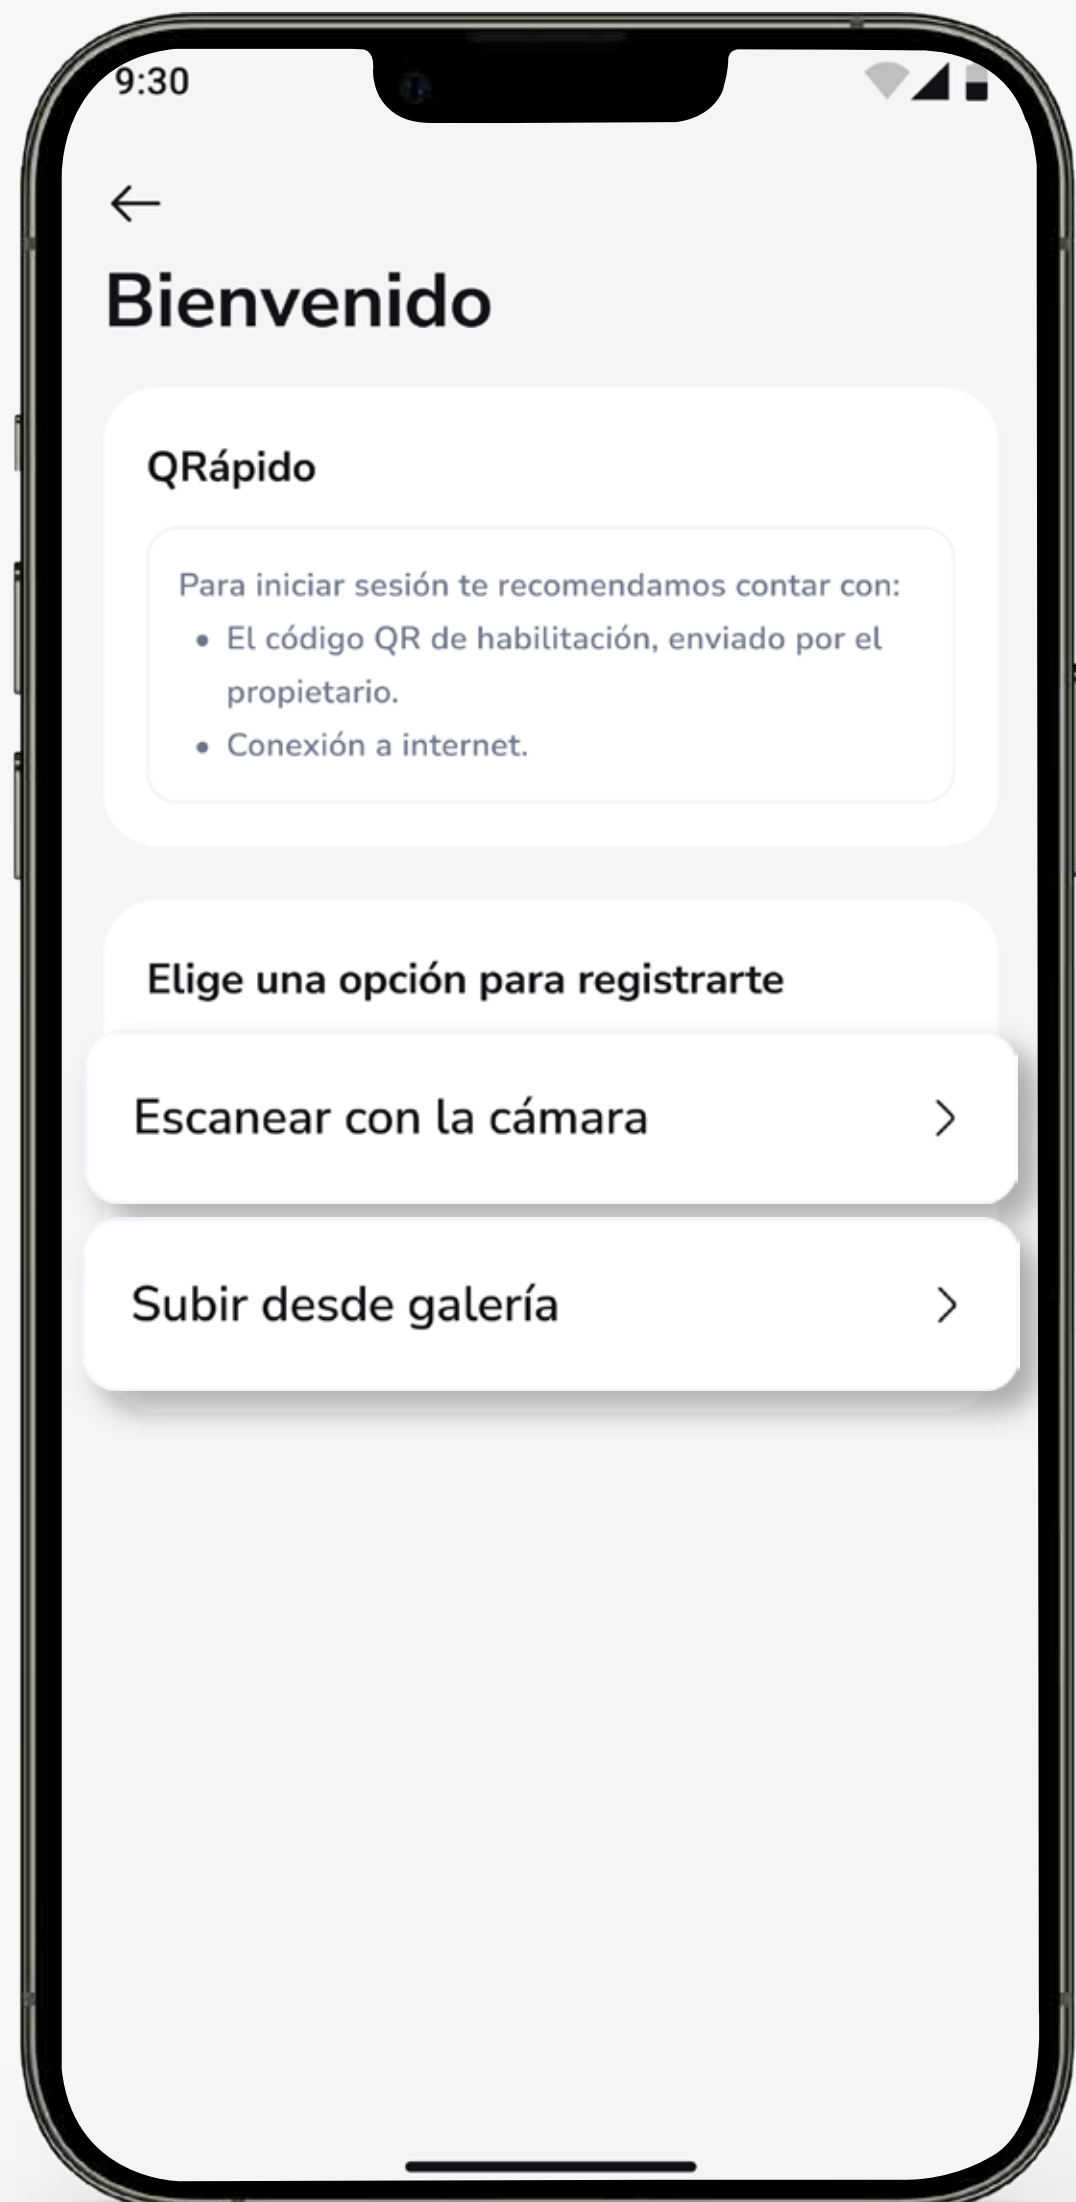 9:30
Bienvenido
QRápido
Para iniciar sesión te recomendamos contar con:
• El código QR de habilitación, enviado por el
propietario.
• Conexión a internet.
Elige una opción para registrarte
Escanear con la cámara
Subir desde galería